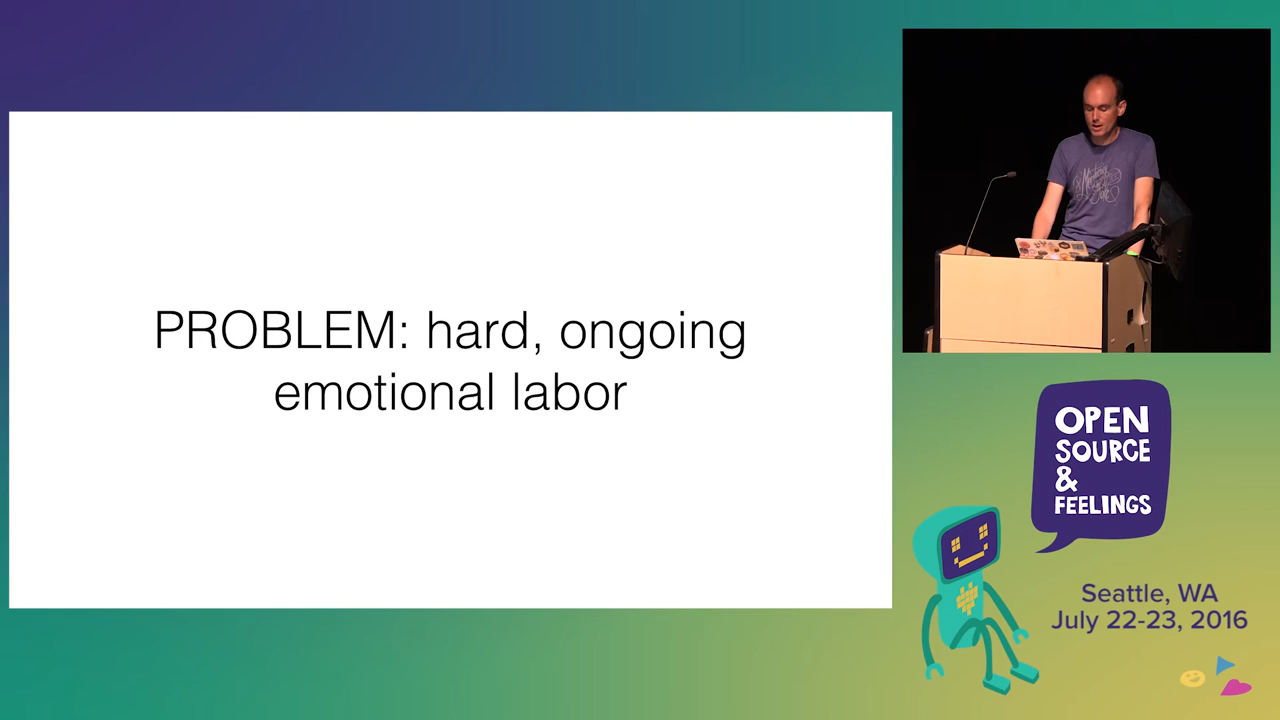 PROBLEM: hard, ongoing
emotional labor
OPEN
SOURCE
&
FEELINGS
Seattle, WA
July 22-23, 2016